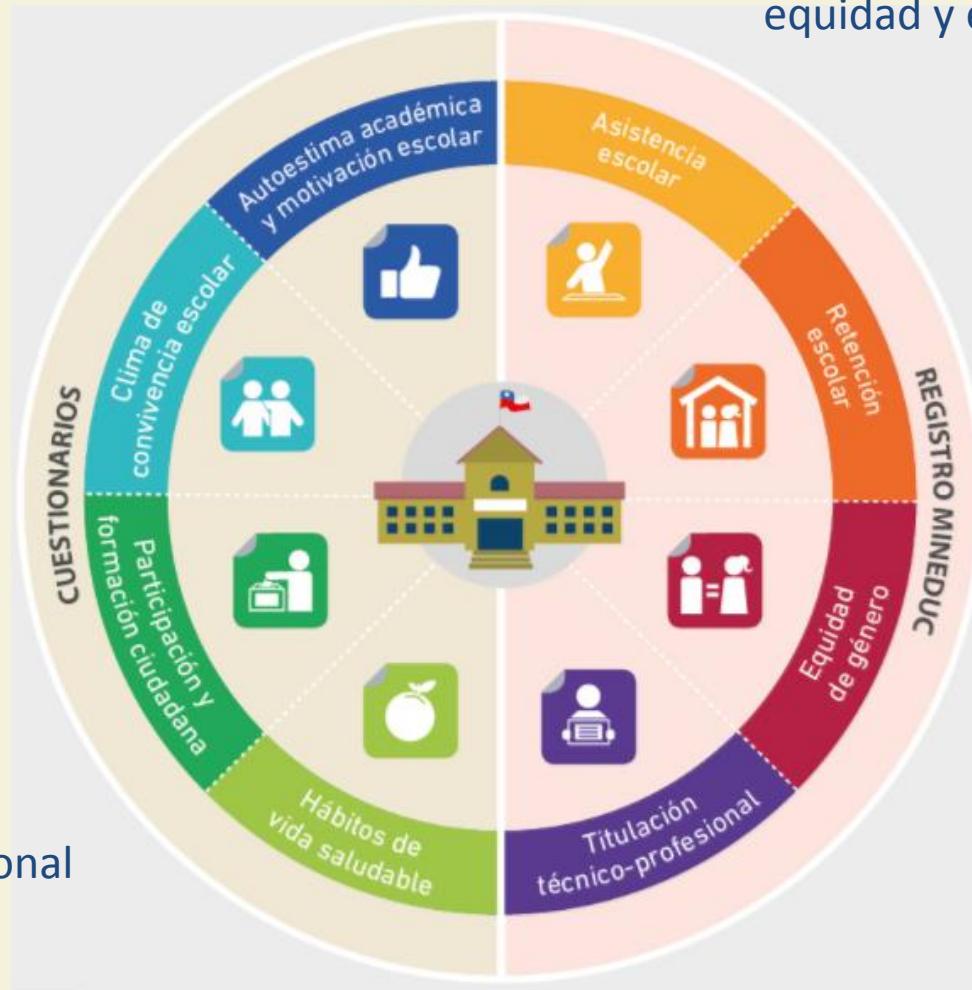 equidad y
Autoestima académica
y motivación escolar
Asistencia
escolar
Clima de
convivencia escolar
Retención
escolar
CUESTIONARIOS
REGISTRO MINEDUC
Participación y
formación ciudadana
Equidad
de género
Hábitos de
vida saludable
Titulación
técnico-profesional
onal